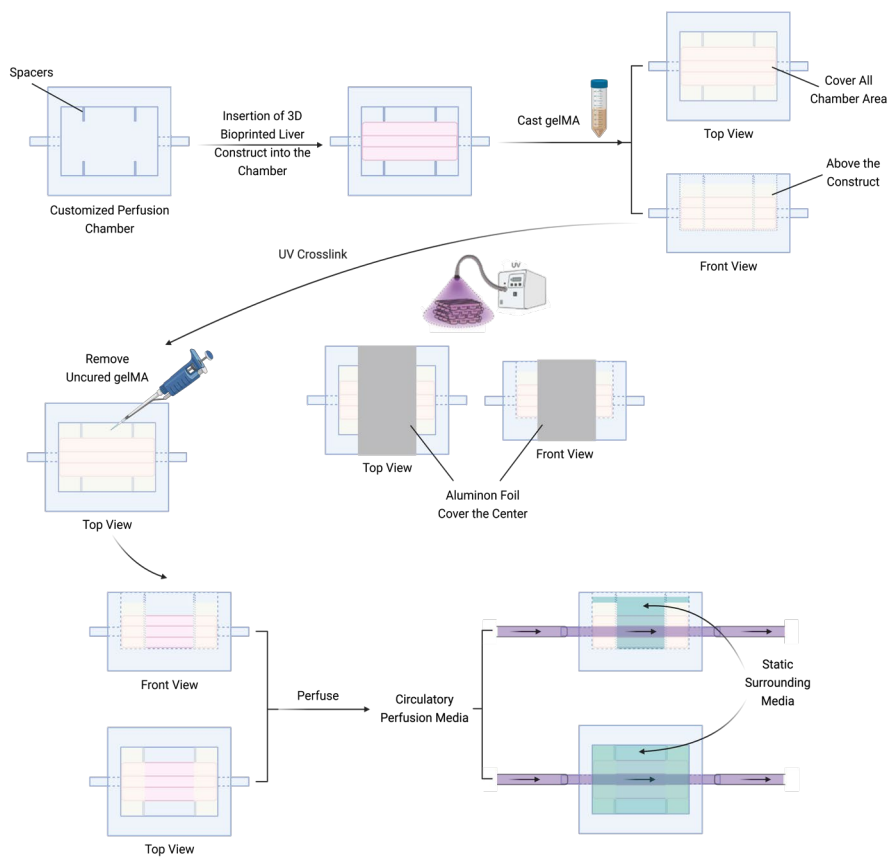 Spacers
Customized Perfusion
Chamber
Insertion of 3D
Bioprinted Liver
Construct into the
Chamber
Cast gelMA
Cover All
Chamber Area
Top View
Above the
Construct
Front View
UV Crosslink
UV
Remove
Uncured gelMA
Top View
Top View
Front View
Aluminon Foil
Cover the Center
Front View
Top View
Perfuse
Circulatory
Perfusion Media
Static
Surrounding
Media